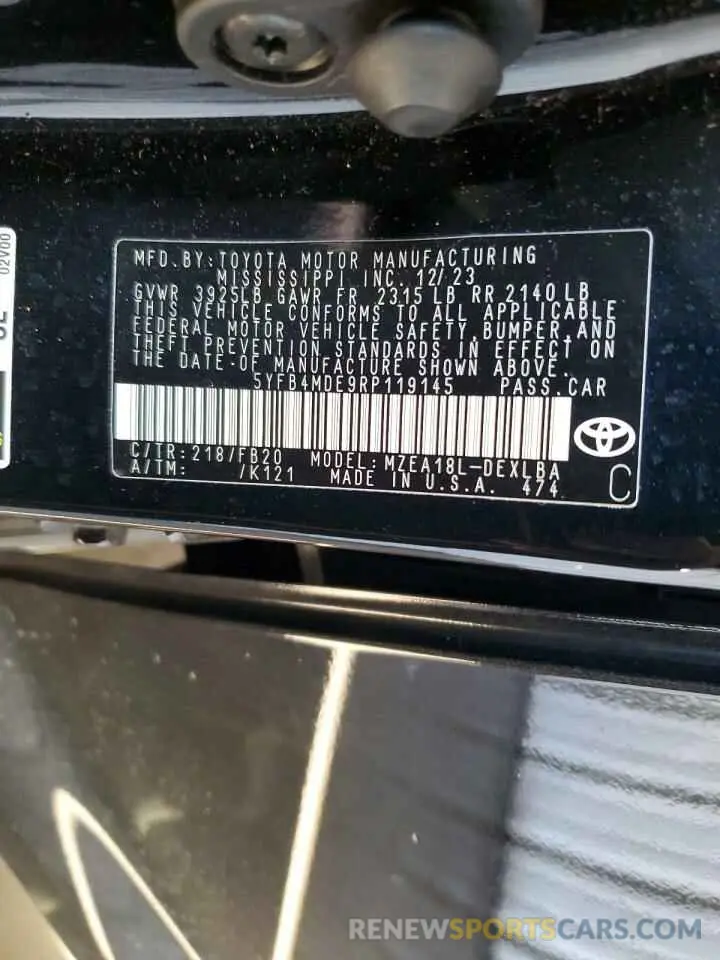 02V00
MFD.BY:TOYOTA MOTOR MANUFACTURING
MISSISSIPPI INC. 12/23
GVWR 3925LB GAWR FR 2315 LB RR 2140 LB
THIS VEHICLE CONFORMS TO ALL APPLICABLE
FEDERAL MOTOR VEHICLE SAFETY, BUMPER, AND
THEFT PREVENTION STANDARDS IN EFFECT ON
THE DATE OF MANUFACTURE SHOWN ABOVE.
5YFB4MDE9RP119145 PASS.CAR
C/TR:218/FB20 MODEL:MZEA18L-DEXLBA
A/TM: /K121 MADE IN U.S.A. 474
C
RENEWSPORTSCARS.COM